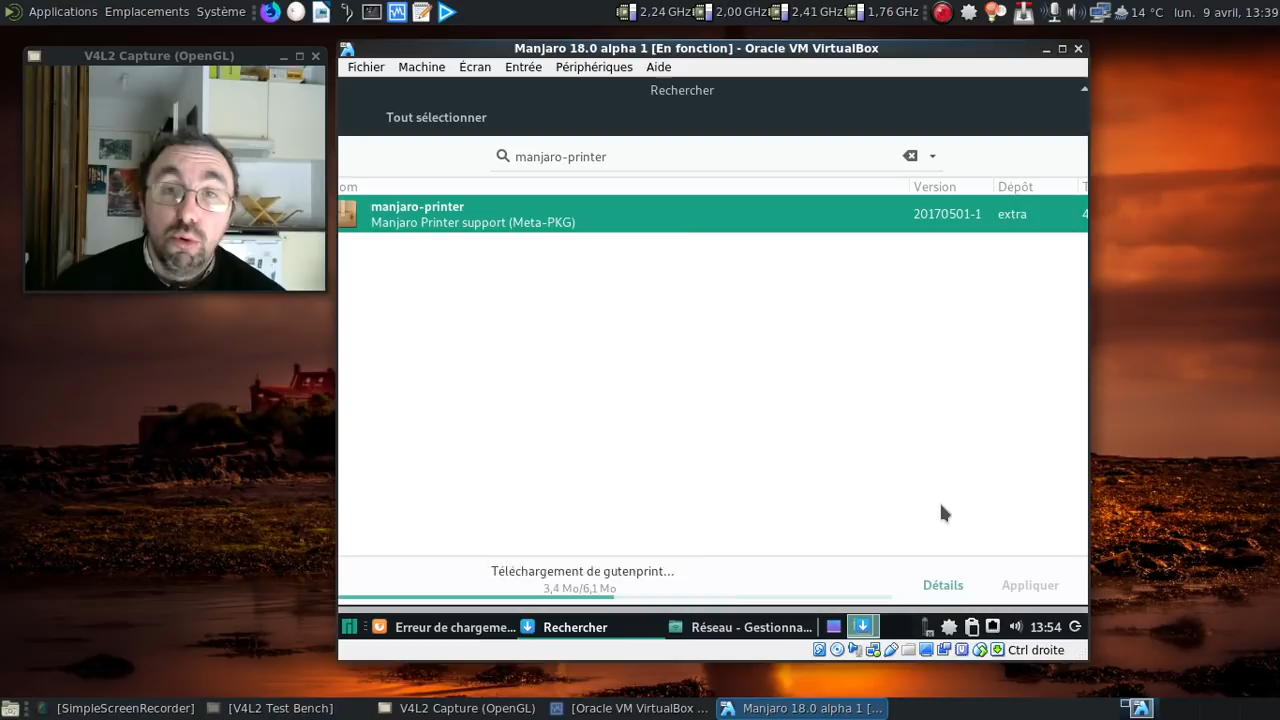 Applications Emplacements Système
2,24 GHz 2,00 GHz 2,41 GHz 1,76 GHz
14 °C lun. 9 avril, 13:39
V4L2 Capture (OpenGL)
Manjaro 18.0 alpha 1 [En fonction] - Oracle VM VirtualBox
Fichier Machine Écran Entrée Périphériques Aide
Rechercher
Tout sélectionner
manjaro-printer
om Version Dépôt T
manjaro-printer
Manjaro Printer support (Meta-PKG)
20170501-1 extra 4
Téléchargement de gutenprint...
3,4 Mo/6,1 Mo
Détails Appliquer
Erreur de chargeme... Rechercher Réseau - Gestionna... 13:54
Ctrl droite
[SimpleScreenRecorder] [V4L2 Test Bench] V4L2 Capture (OpenGL) [Oracle VM VirtualBox ... Manjaro 18.0 alpha 1 [...